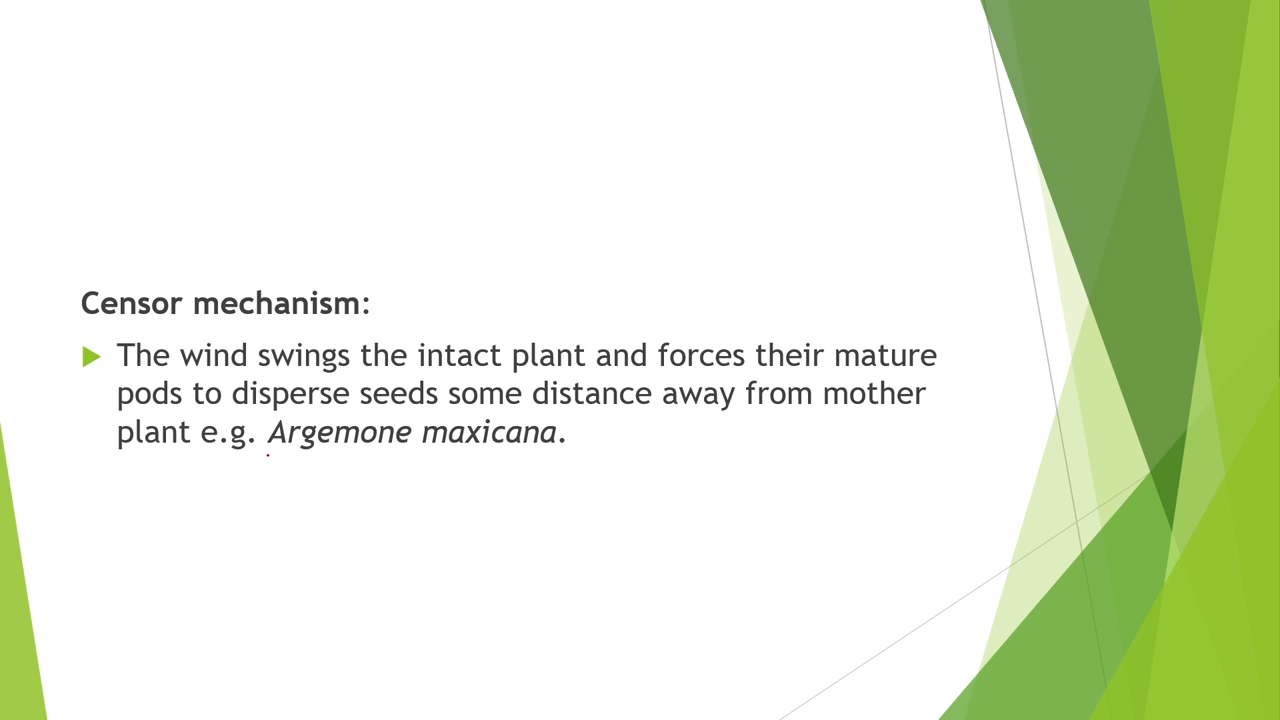 Censor mechanism:
The wind swings the intact plant and forces their mature
pods to disperse seeds some distance away from mother
plant e.g. Argemone maxicana.